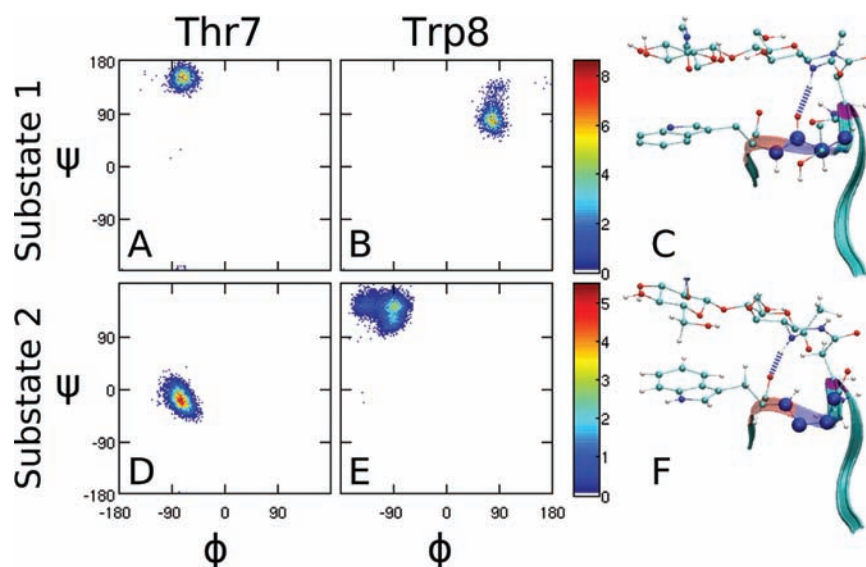 Thr7 Trp8
Substate 1
Ψ
180
90
0
-90
A
B
8
6
4
2
0
C
Substate 2
Ψ
90
0
-90
-180
D
E
5
4
3
2
1
0
F
-180 -90 0 90
-90 0 90 180
ϕ ϕ